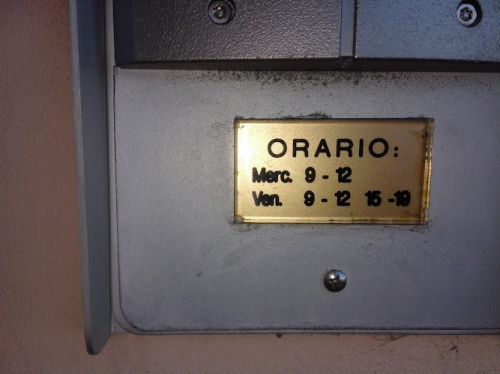 ORARIO:
Merc. 9 - 12
Ven. 9 - 12 15 - 19